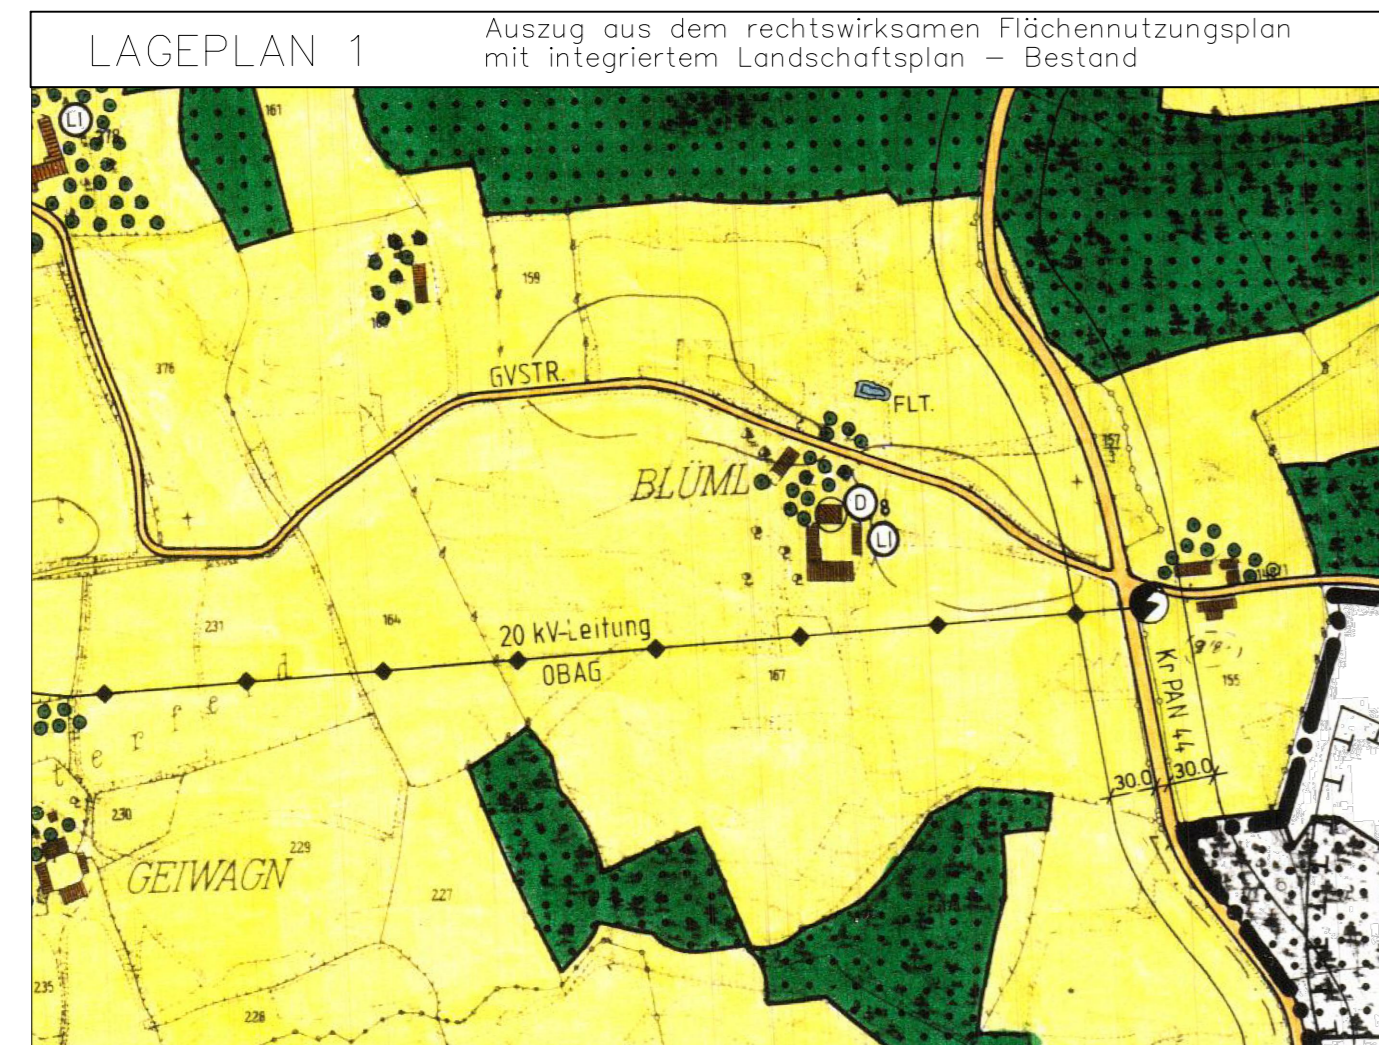 LAGEPLAN 1
Auszug aus dem rechtswirksamen Flächennutzungsplan
mit integriertem Landschaftsplan – Bestand
161
LI
159
376
GVSTR.
FLT.
157
3
BLÜML
D
8
LI
231
164
20 kV-Leitung
OBAG
167
Kr PAN 44
155
terfeld
30.0
30.0
230
229
GEIWAGN
227
235
228